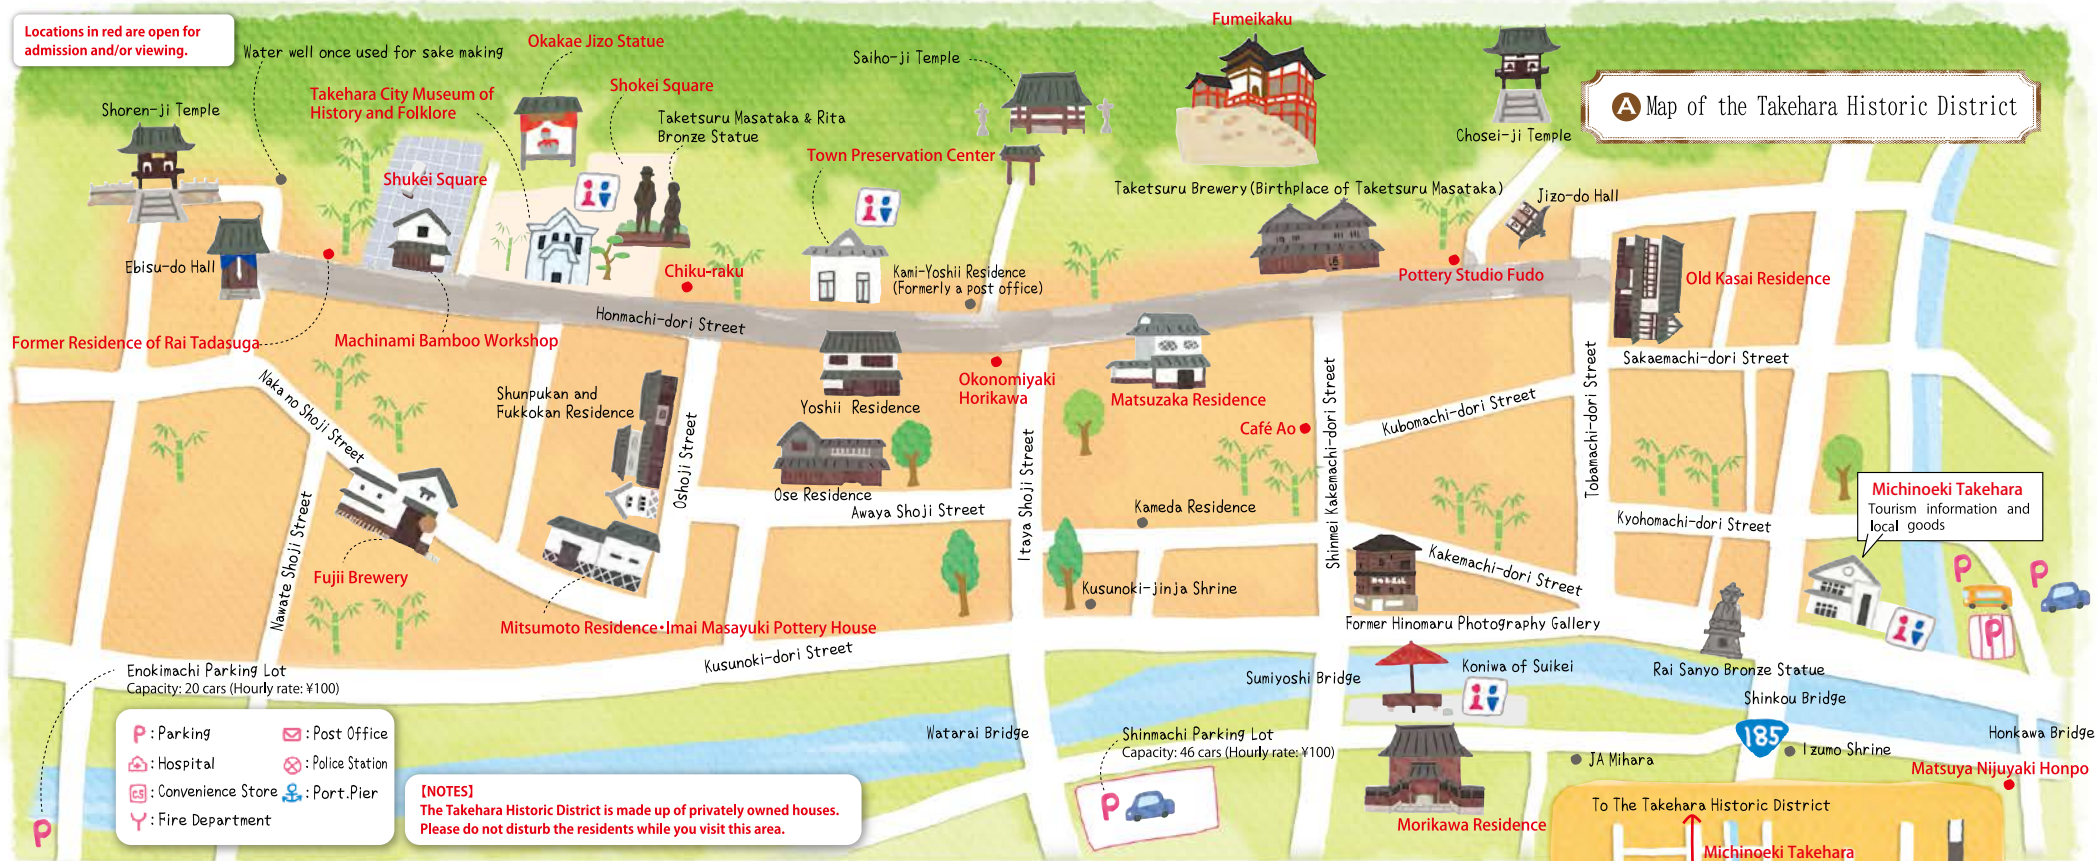 Locations in red are open for
admission and/or viewing.
Water well once used for sake making
Okakae Jizo Statue
Saiho-ji Temple
Fumeikaku
A Map of the Takehara Historic District
Shoren-ji Temple
Takehara City Museum of
History and Folklore
Shokei Square
Taketsuru Masataka & Rita
Bronze Statue
Chosei-ji Temple
Town Preservation Center
Shukei Square
Taketsuru Brewery (Birthplace of Taketsuru Masataka)
Jizo-do Hall
Ebisu-do Hall
Chiku-raku
Kami-Yoshii Residence
(Formerly a post office)
Pottery Studio Fudo
Old Kasai Residence
Honmachi-dori Street
Former Residence of Rai Tadasuga
Machinami Bamboo Workshop
Sakaemachi-dori Street
Naka no Shoji Street
Shunpukan and
Fukkokan Residence
Yoshii Residence
Okonomiyaki
Horikawa
Matsuzaka Residence
Café Ao
Shinmei Kakemachi-dori Street
Kubomachi-dori Street
Tobamachi-dori Street
Oshoji Street
Ose Residence
Awaya Shoji Street
Itaya Shoji Street
Kameda Residence
Kyohomachi-dori Street
Michinoeki Takehara
Tourism information and
local goods
Nawate Shoji Street
Fujii Brewery
Kakemachi-dori Street
Kusunoki-jinja Shrine
Mitsumoto Residence・Imai Masayuki Pottery House
Former Hinomaru Photography Gallery
P
P
P
Kusunoki-dori Street
Enokimachi Parking Lot
Capacity: 20 cars (Hourly rate: ¥100)
Sumiyoshi Bridge
Koniwa of Suikei
Rai Sanyo Bronze Statue
Shinkou Bridge
Watarai Bridge
Shinmachi Parking Lot
Capacity: 46 cars (Hourly rate: ¥100)
185
Izumo Shrine
Honkawa Bridge
JA Mihara
Matsuya Nijuyaki Honpo
P : Parking
: Post Office
: Hospital
: Police Station
CS : Convenience Store
: Port.Pier
: Fire Department
P
【NOTES】
The Takehara Historic District is made up of privately owned houses.
Please do not disturb the residents while you visit this area.
P
Morikawa Residence
To The Takehara Historic District
Michinoeki Takehara